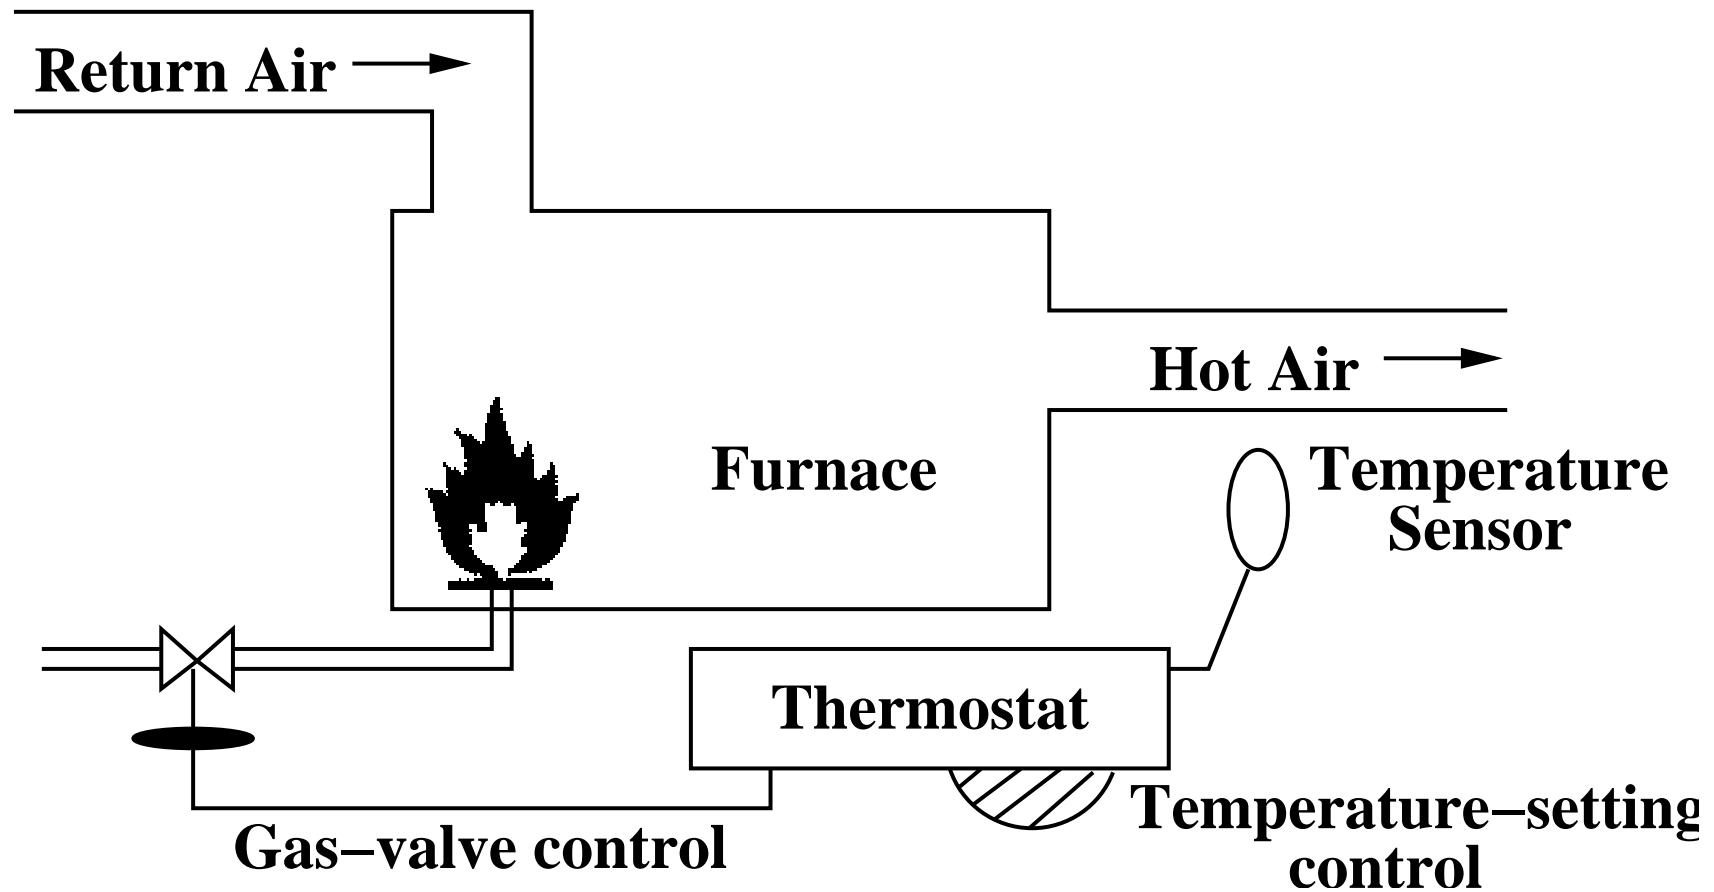 Return Air
Hot Air
Furnace
Temperature
Sensor
Thermostat
Temperature–setting
control
Gas–valve control